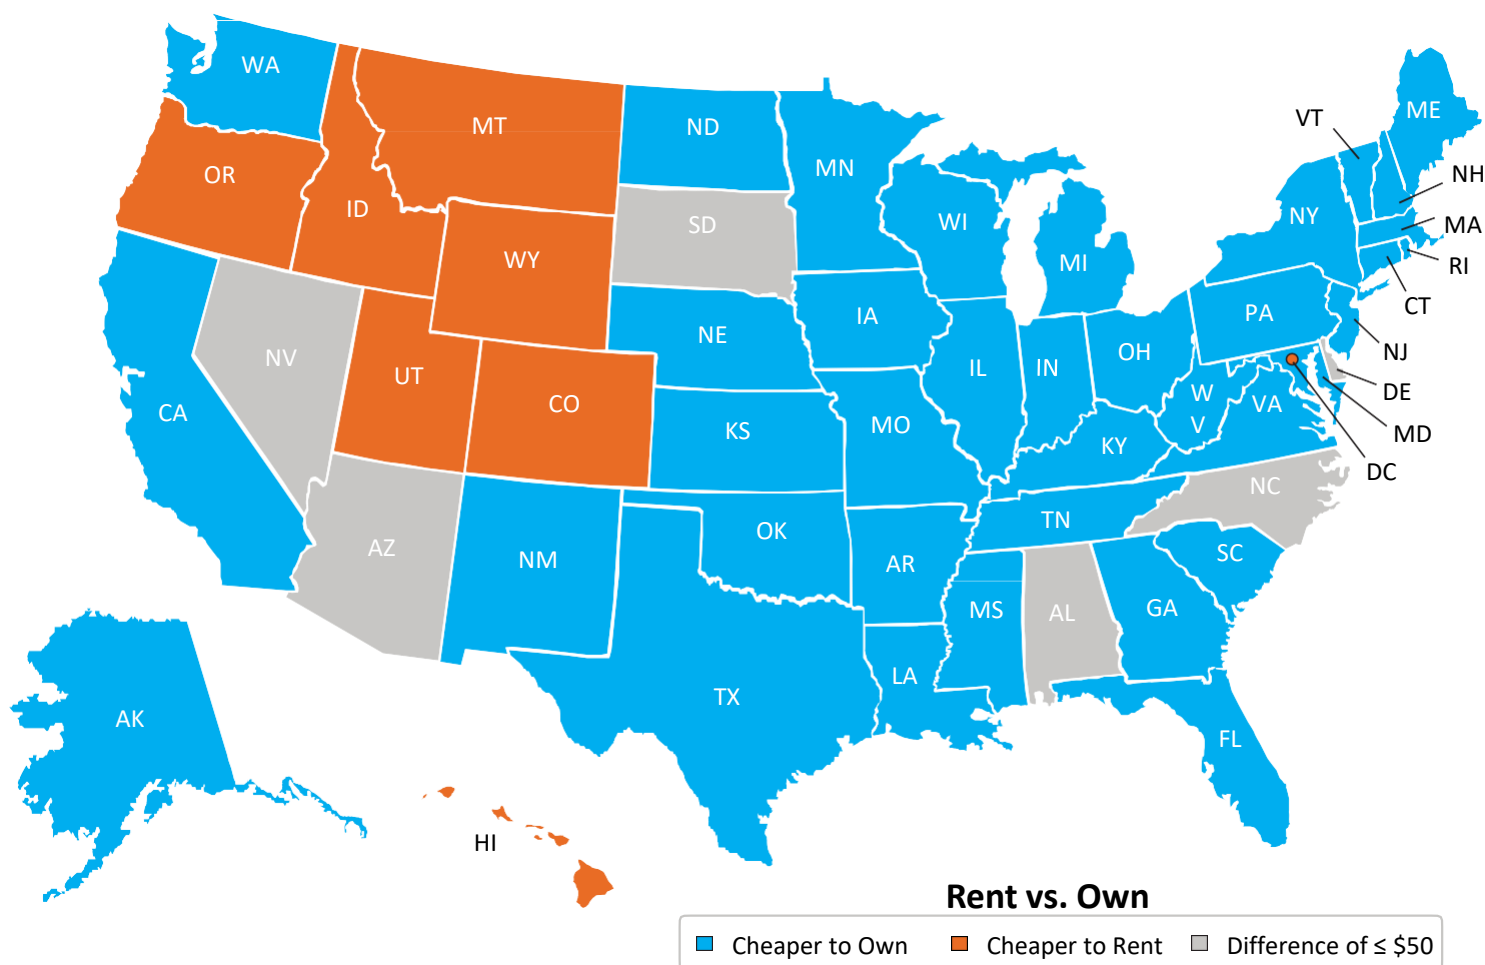 WA
MT
ND
ME
VT
MN
OR
NH
ID
NY
MA
SD
WI
WY
MI
RI
CT
PA
IA
NE
NV
OH
NJ
IL
IN
UT
DE
W
V
CO
VA
CA
MO
KS
MD
KY
DC
NC
TN
OK
AZ
SC
NM
AR
MS
GA
AL
LA
TX
AK
FL
HI
Rent vs. Own
Cheaper to Own
Cheaper to Rent
Difference of ≤ $50